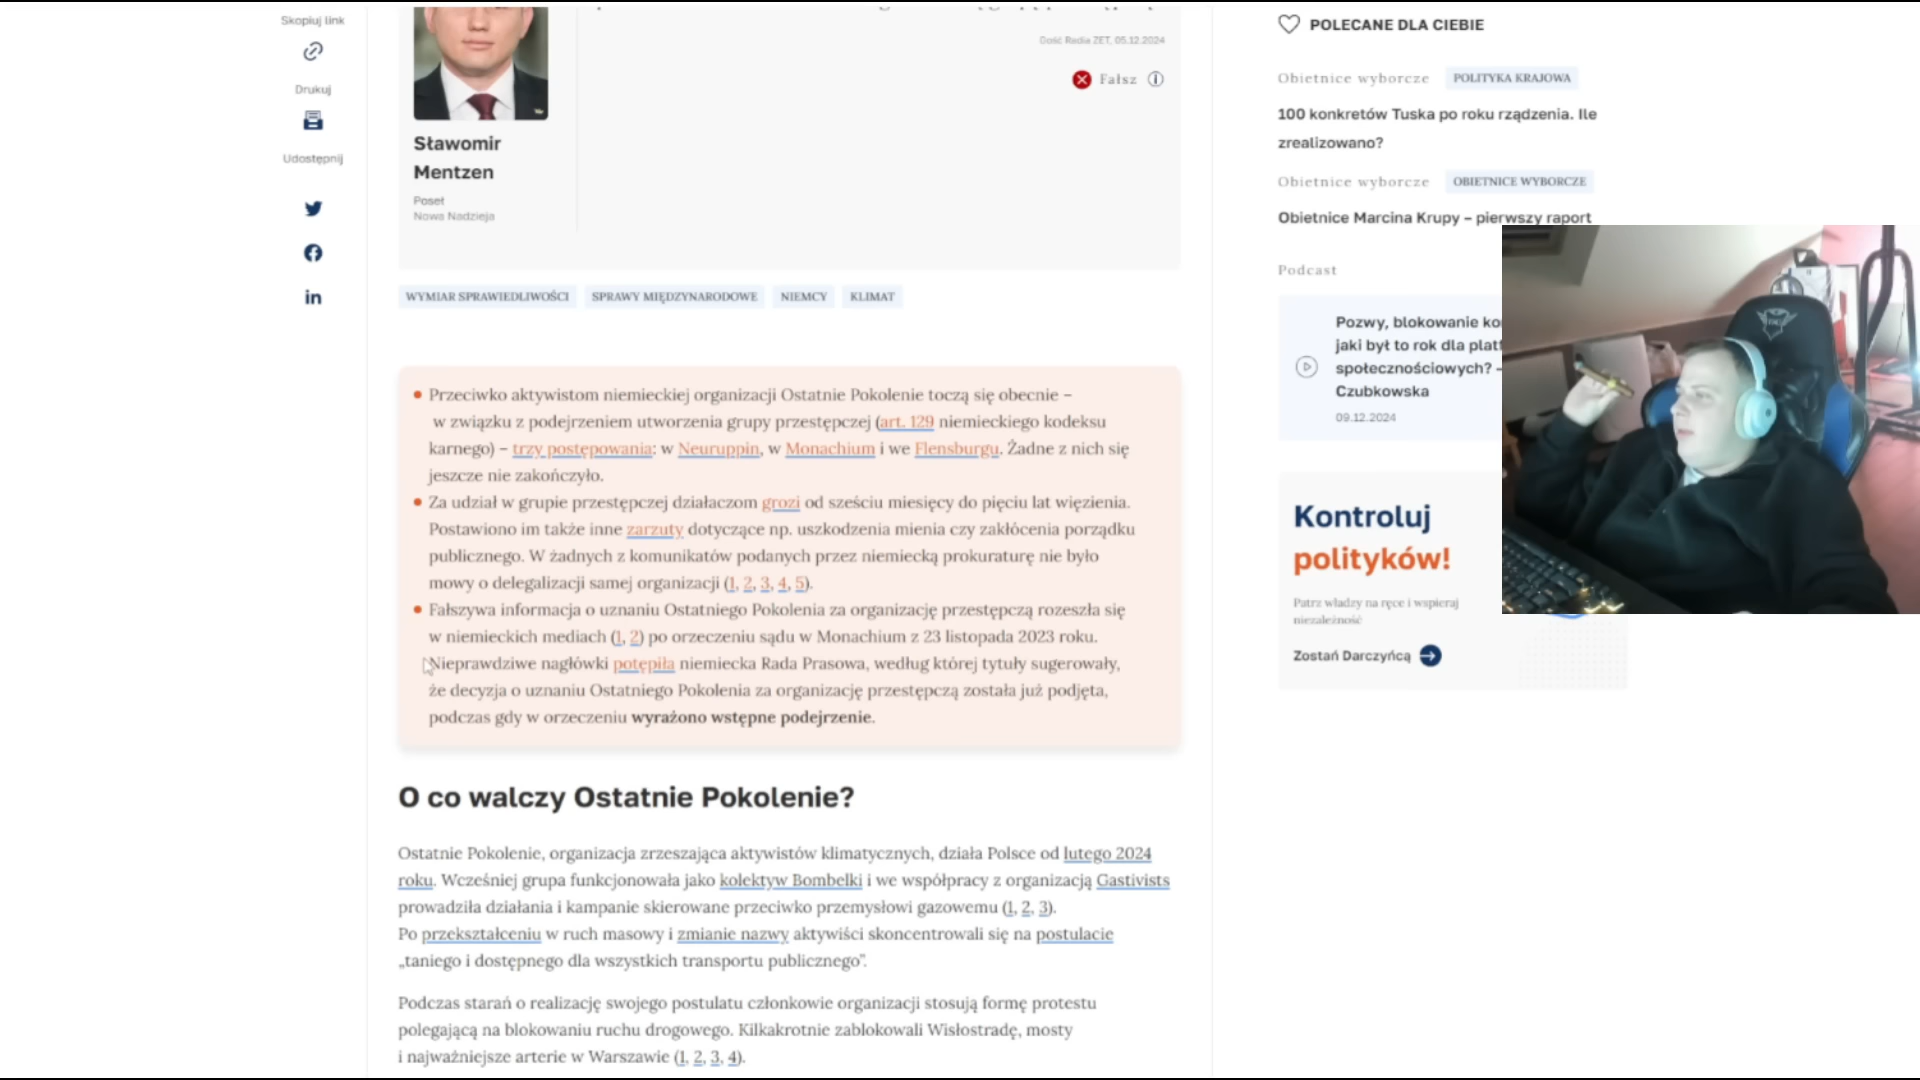 Skopiuj link
Drukuj
Udostępnij
Gość Radia ZET, 05.12.2024
Fałsz
Sławomir
Mentzen
Poseł
Nowa Nadzieja
WYMIAR SPRAWIEDLIWOŚCI
SPRAWY MIĘDZYNARODOWE
NIEMCY
KLIMAT
Przeciwko aktywistom niemieckiej organizacji Ostatnie Pokolenie toczą się obecnie –
w związku z podejrzeniem utworzenia grupy przestępczej (art. 129 niemieckiego kodeksu
karnego) – trzy postępowania: w Neuruppin, w Monachium i we Flensburgu. Żadne z nich się
jeszcze nie zakończyło.
Za udział w grupie przestępczej działaczom grozi od sześciu miesięcy do pięciu lat więzienia.
Postawiono im także inne zarzuty dotyczące np. uszkodzenia mienia czy zakłócenia porządku
publicznego. W żadnych z komunikatów podanych przez niemiecką prokuraturę nie było
mowy o delegalizacji samej organizacji (1, 2, 3, 4, 5).
Fałszywa informacja o uznaniu Ostatniego Pokolenia za organizację przestępczą rozeszła się
w niemieckich mediach (1, 2) po orzeczeniu sądu w Monachium z 23 listopada 2023 roku.
Nieprawdziwe nagłówki potępiła niemiecka Rada Prasowa, według której tytuły sugerowały,
że decyzja o uznaniu Ostatniego Pokolenia za organizację przestępczą została już podjęta,
podczas gdy w orzeczeniu wyrażono wstępne podejrzenie.
O co walczy Ostatnie Pokolenie?
Ostatnie Pokolenie, organizacja zrzeszająca aktywistów klimatycznych, działa Polsce od lutego 2024
roku. Wcześniej grupa funkcjonowała jako kolektyw Bombelki i we współpracy z organizacją Gastivists
prowadziła działania i kampanie skierowane przeciwko przemysłowi gazowemu (1, 2, 3).
Po przekształceniu w ruch masowy i zmianie nazwy aktywiści skoncentrowali się na postulacie
„taniego i dostępnego dla wszystkich transportu publicznego”.
Podczas starań o realizację swojego postulatu członkowie organizacji stosują formę protestu
polegającą na blokowaniu ruchu drogowego. Kilkakrotnie zablokowali Wisłostradę, mosty
i najważniejsze arterie w Warszawie (1, 2, 3, 4).
POLECANE DLA CIEBIE
Obietnice wyborcze POLITYKA KRAJOWA
100 konkretów Tuska po roku rządzenia. Ile
zrealizowano?
Obietnice wyborcze OBIETNICE WYBORCZE
Obietnice Marcina Krupy – pierwszy raport
Podcast
Pozwy, blokowanie ko
jaki był to rok dla plat
społecznościowych? –
Czubkowska
09.12.2024
Kontroluj
polityków!
Patrz władzy na ręce i wspieraj
niezależność
Zostań Darczyńcą